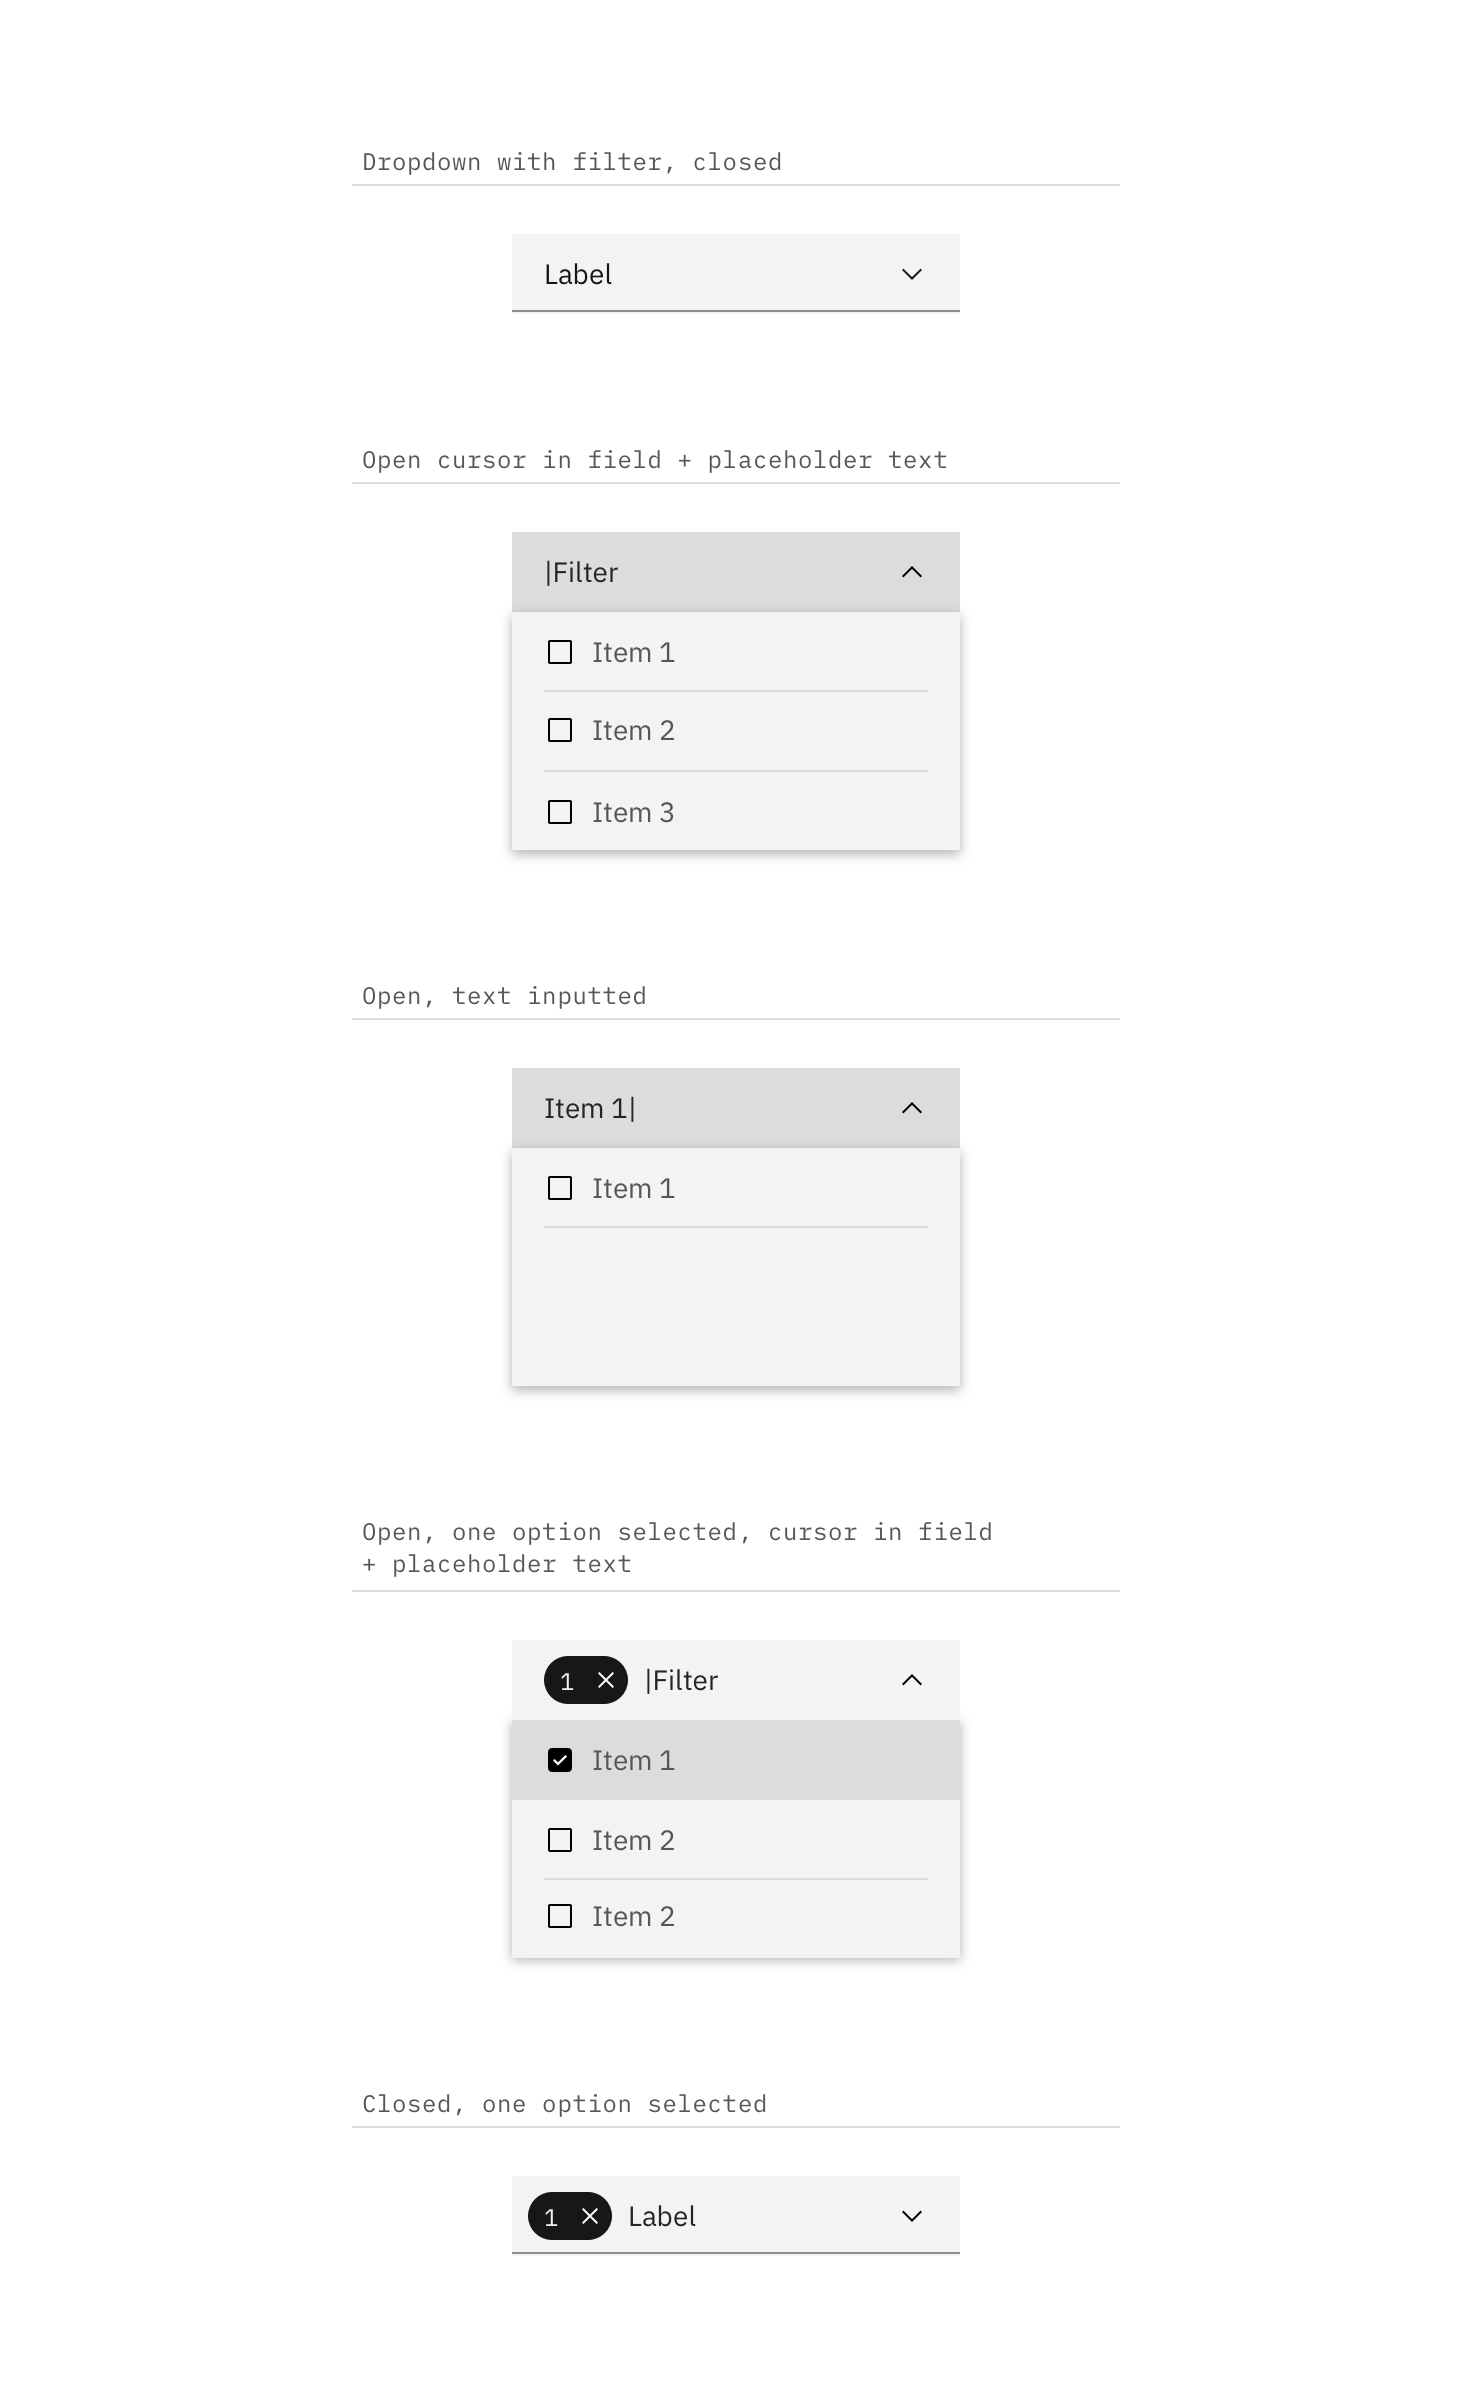 Dropdown with filter, closed
Label
Open cursor in field + placeholder text
|Filter
Item 1
Item 2
Item 3
Open, text inputted
Item 1|
Item 1
Open, one option selected, cursor in field
+ placeholder text
1 |Filter
Item 1
Item 2
Item 2
Closed, one option selected
1 Label